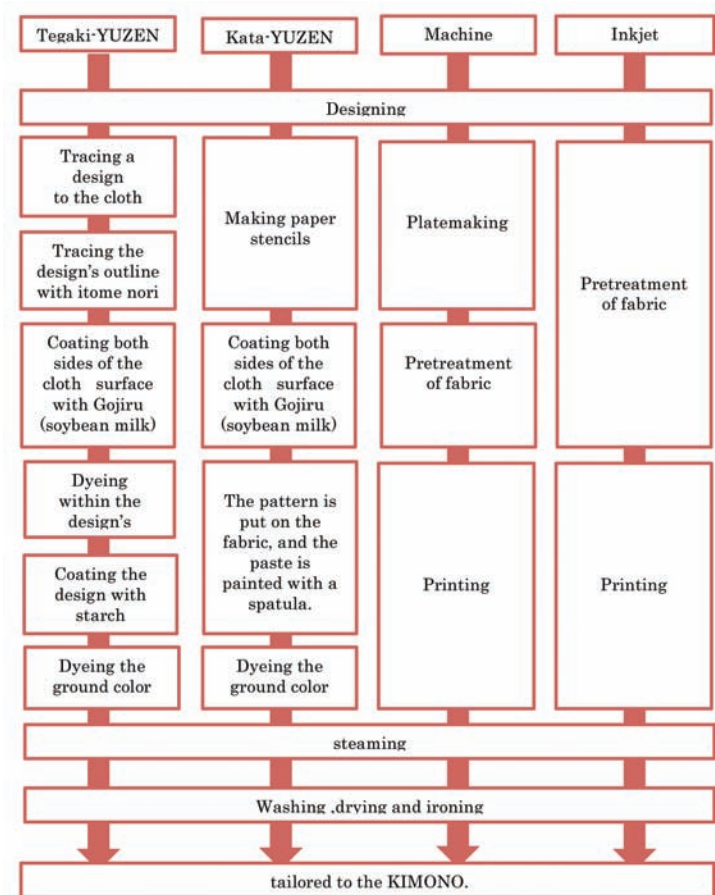 Tegaki-YUZEN
Kata-YUZEN
Machine
Inkjet
Designing
Tracing a
design
to the cloth
Tracing the
design's outline
with itome nori
Coating both
sides of the
cloth surface
with Gojiru
(soybean milk)
Dyeing
within the
design's
Coating the
design with
starch
Dyeing the
ground color
Making paper
stencils
Coating both
sides of the
cloth surface
with Gojiru
(soybean milk)
The pattern is
put on the
fabric, and the
paste is
painted with a
spatula.
Dyeing the
ground color
Platemaking
Pretreatment
of fabric
Printing
Pretreatment
of fabric
Printing
steaming
Washing ,drying and ironing
tailored to the KIMONO.